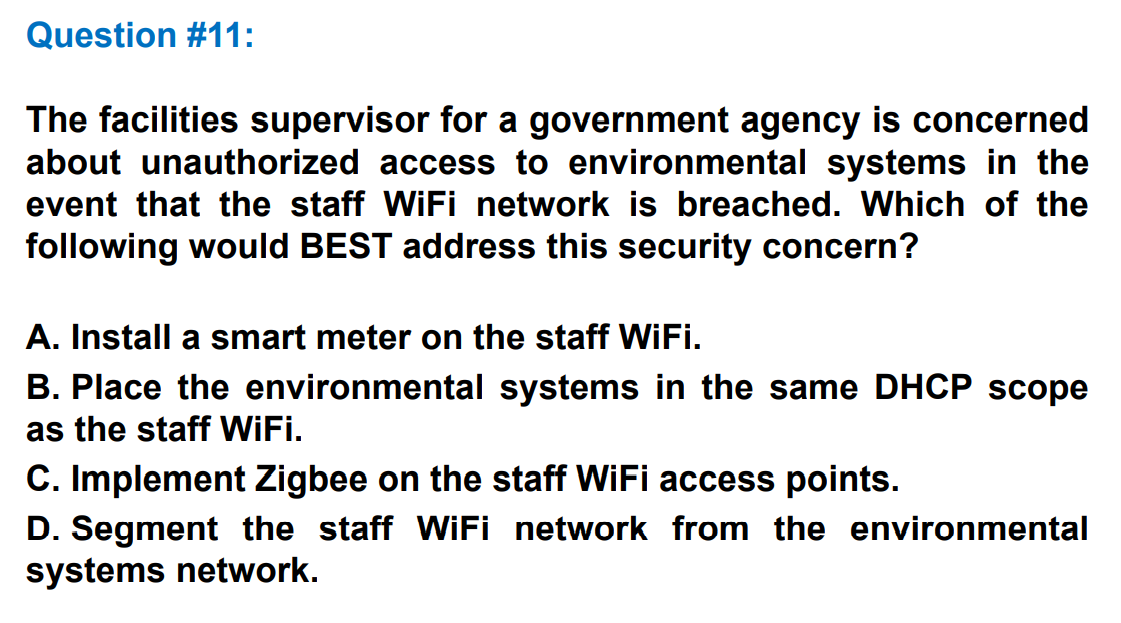 Question #11:
The facilities supervisor for a government agency is concerned
about unauthorized access to environmental systems in the
event that the staff WiFi network is breached. Which of the
following would BEST address this security concern?
A. Install a smart meter on the staff WiFi.
B. Place the environmental systems in the same DHCP scope
as the staff WiFi.
C. Implement Zigbee on the staff WiFi access points.
D. Segment the staff WiFi network from the environmental
systems network.